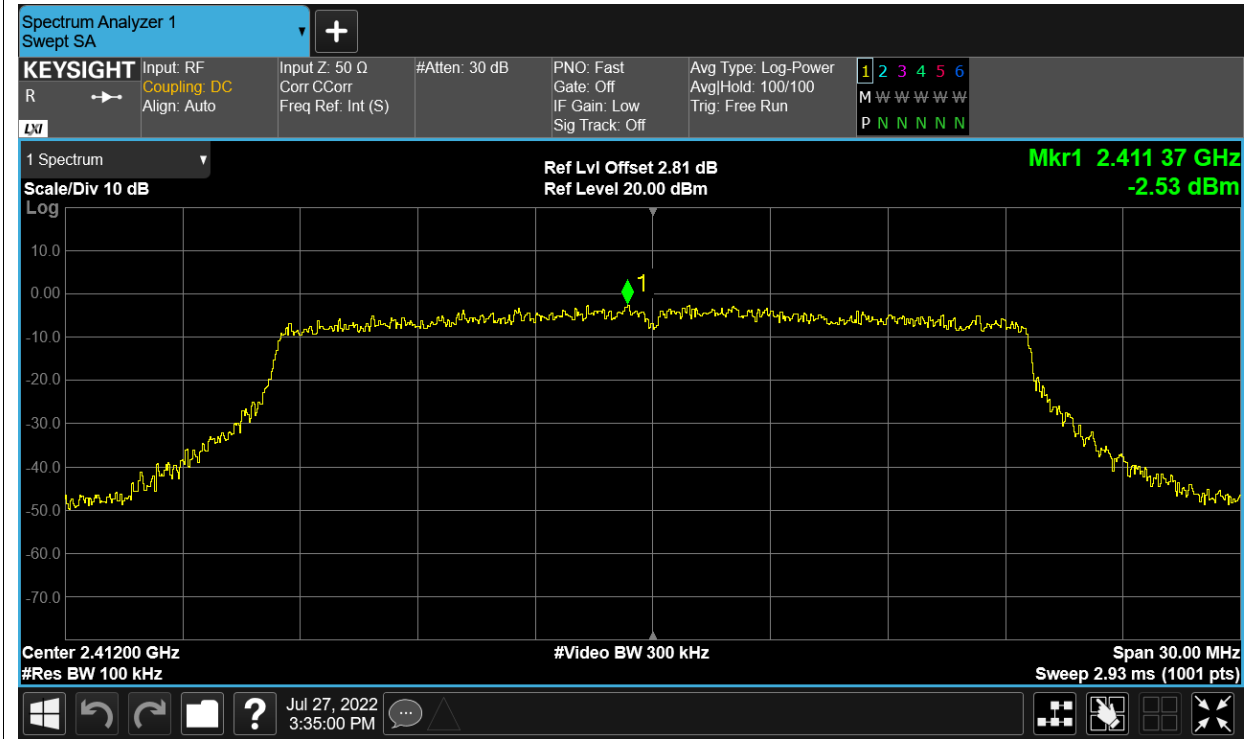 Spectrum Analyzer 1
Swept SA
KEYSIGHT
R
LXI
Input: RF
Coupling: DC
Align: Auto
Input Z: 50 Ω
Corr CCorr
Freq Ref: Int (S)
#Atten: 30 dB
PNO: Fast
Gate: Off
IF Gain: Low
Sig Track: Off
Avg Type: Log-Power
Avg|Hold: 100/100
Trig: Free Run
1 2 3 4 5 6
M W W W W W
P N N N N N
1 Spectrum
Scale/Div 10 dB
Ref Lvl Offset 2.81 dB
Ref Level 20.00 dBm
Mkr1 2.411 37 GHz
-2.53 dBm
Log
10.0
0.00
-10.0
-20.0
-30.0
-40.0
-50.0
-60.0
-70.0
1
Center 2.41200 GHz
#Res BW 100 kHz
#Video BW 300 kHz
Span 30.00 MHz
Sweep 2.93 ms (1001 pts)
?
Jul 27, 2022
3:35:00 PM